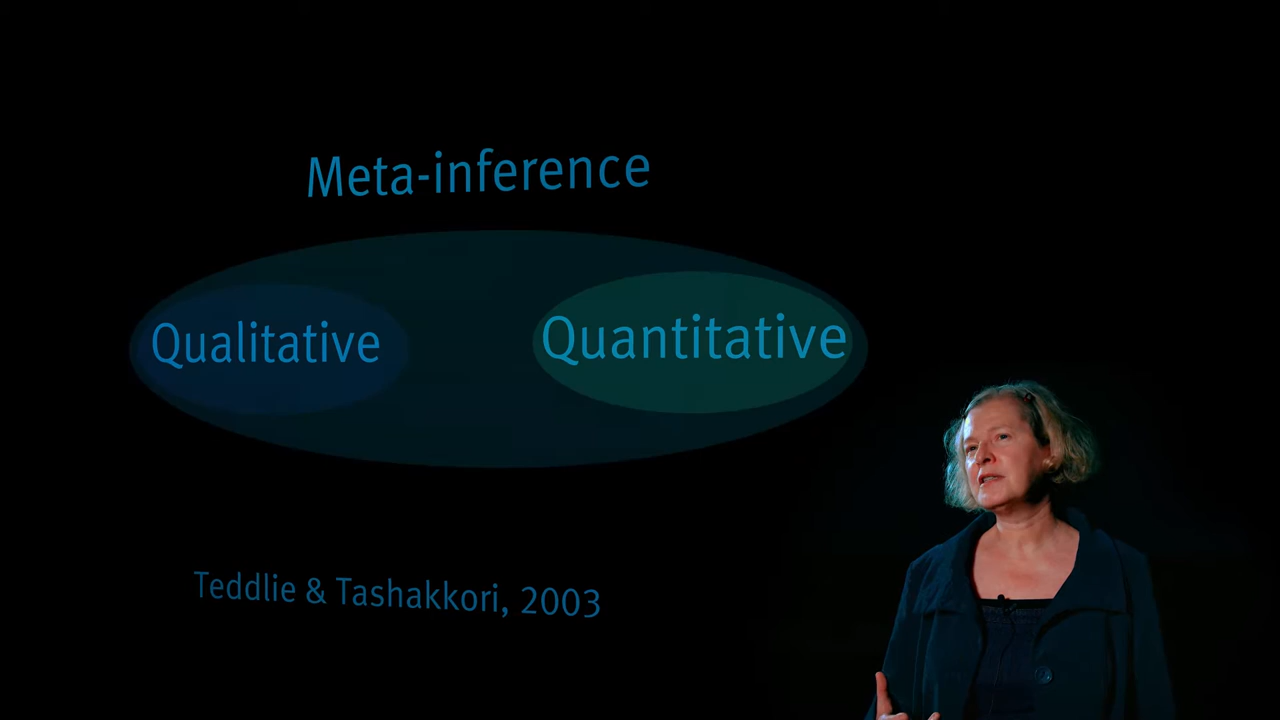 Meta-inference
Qualitative
Quantitative
Teddlie & Tashakkori, 2003